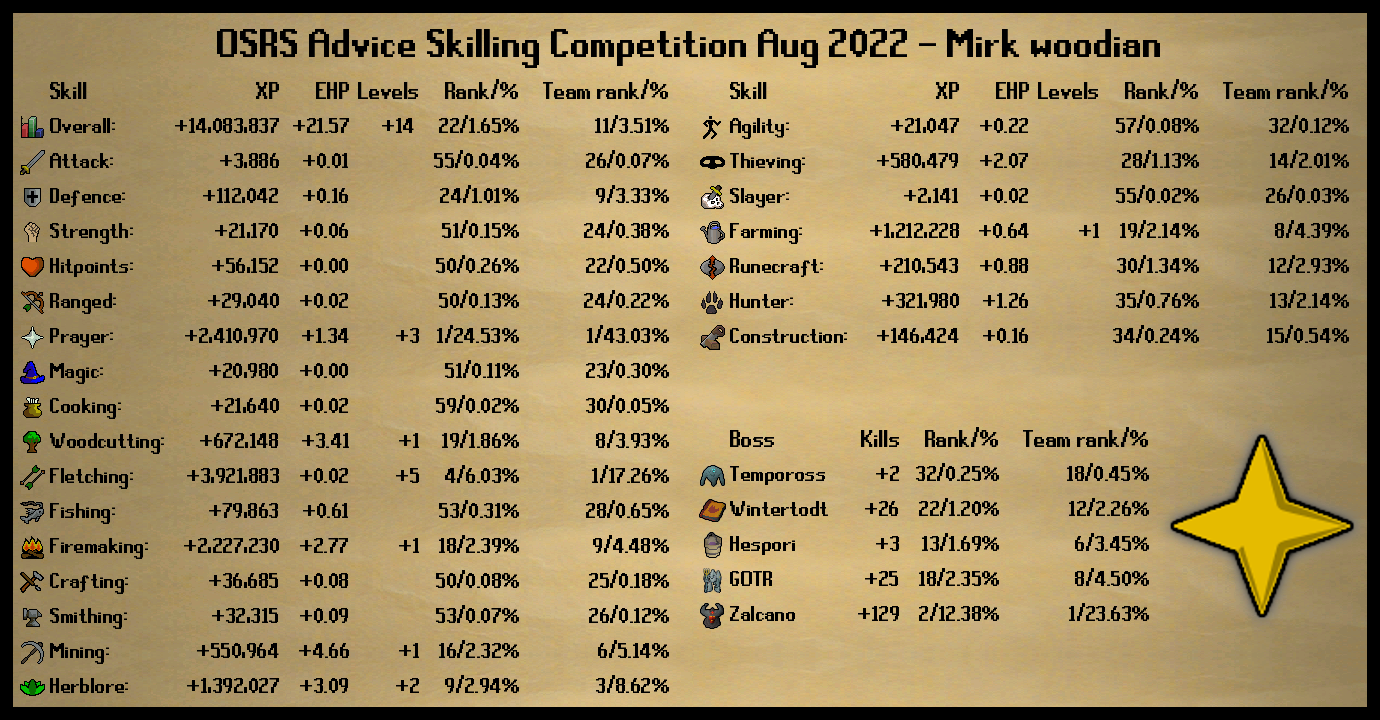 OSRS Advice Skilling Competition Aug 2022 - Mirk woodian
Skill XP EHP Levels Rank/% Team rank/%
Overall: +14,083,837 +21.57 +14 22/1.65% 11/3.51%
Attack: +3,886 +0.01 55/0.04% 26/0.07%
Defence: +112,042 +0.16 24/1.01% 9/3.33%
Strength: +21,170 +0.06 51/0.15% 24/0.38%
Hitpoints: +56,152 +0.00 50/0.26% 22/0.50%
Ranged: +29,040 +0.02 50/0.13% 24/0.22%
Prayer: +2,410,970 +1.34 +3 1/24.53% 1/43.03%
Magic: +20,980 +0.00 51/0.11% 23/0.30%
Cooking: +21,640 +0.02 59/0.02% 30/0.05%
Woodcutting: +672,148 +3.41 +1 19/1.86% 8/3.93%
Fletching: +3,921,883 +0.02 +5 4/6.03% 1/17.26%
Fishing: +79,863 +0.61 53/0.31% 28/0.65%
Firemaking: +2,227,230 +2.77 +1 18/2.39% 9/4.48%
Crafting: +36,685 +0.08 50/0.08% 25/0.18%
Smithing: +32,315 +0.09 53/0.07% 26/0.12%
Mining: +550,964 +4.66 +1 16/2.32% 6/5.14%
Herblore: +1,392,027 +3.09 +2 9/2.94% 3/8.62%
Skill XP EHP Levels Rank/% Team rank/%
Agility: +21,047 +0.22 57/0.08% 32/0.12%
Thieving: +580,479 +2.07 28/1.13% 14/2.01%
Slayer: +2,141 +0.02 55/0.02% 26/0.03%
Farming: +1,212,228 +0.64 +1 19/2.14% 8/4.39%
Runecraft: +210,543 +0.88 30/1.34% 12/2.93%
Hunter: +321,980 +1.26 35/0.76% 13/2.14%
Construction: +146,424 +0.16 34/0.24% 15/0.54%
Boss Kills Rank/% Team rank/%
Tempoross +2 32/0.25% 18/0.45%
Wintertodt +26 22/1.20% 12/2.26%
Hespori +3 13/1.69% 6/3.45%
GOTR +25 18/2.35% 8/4.50%
Zalcano +129 2/12.38% 1/23.63%